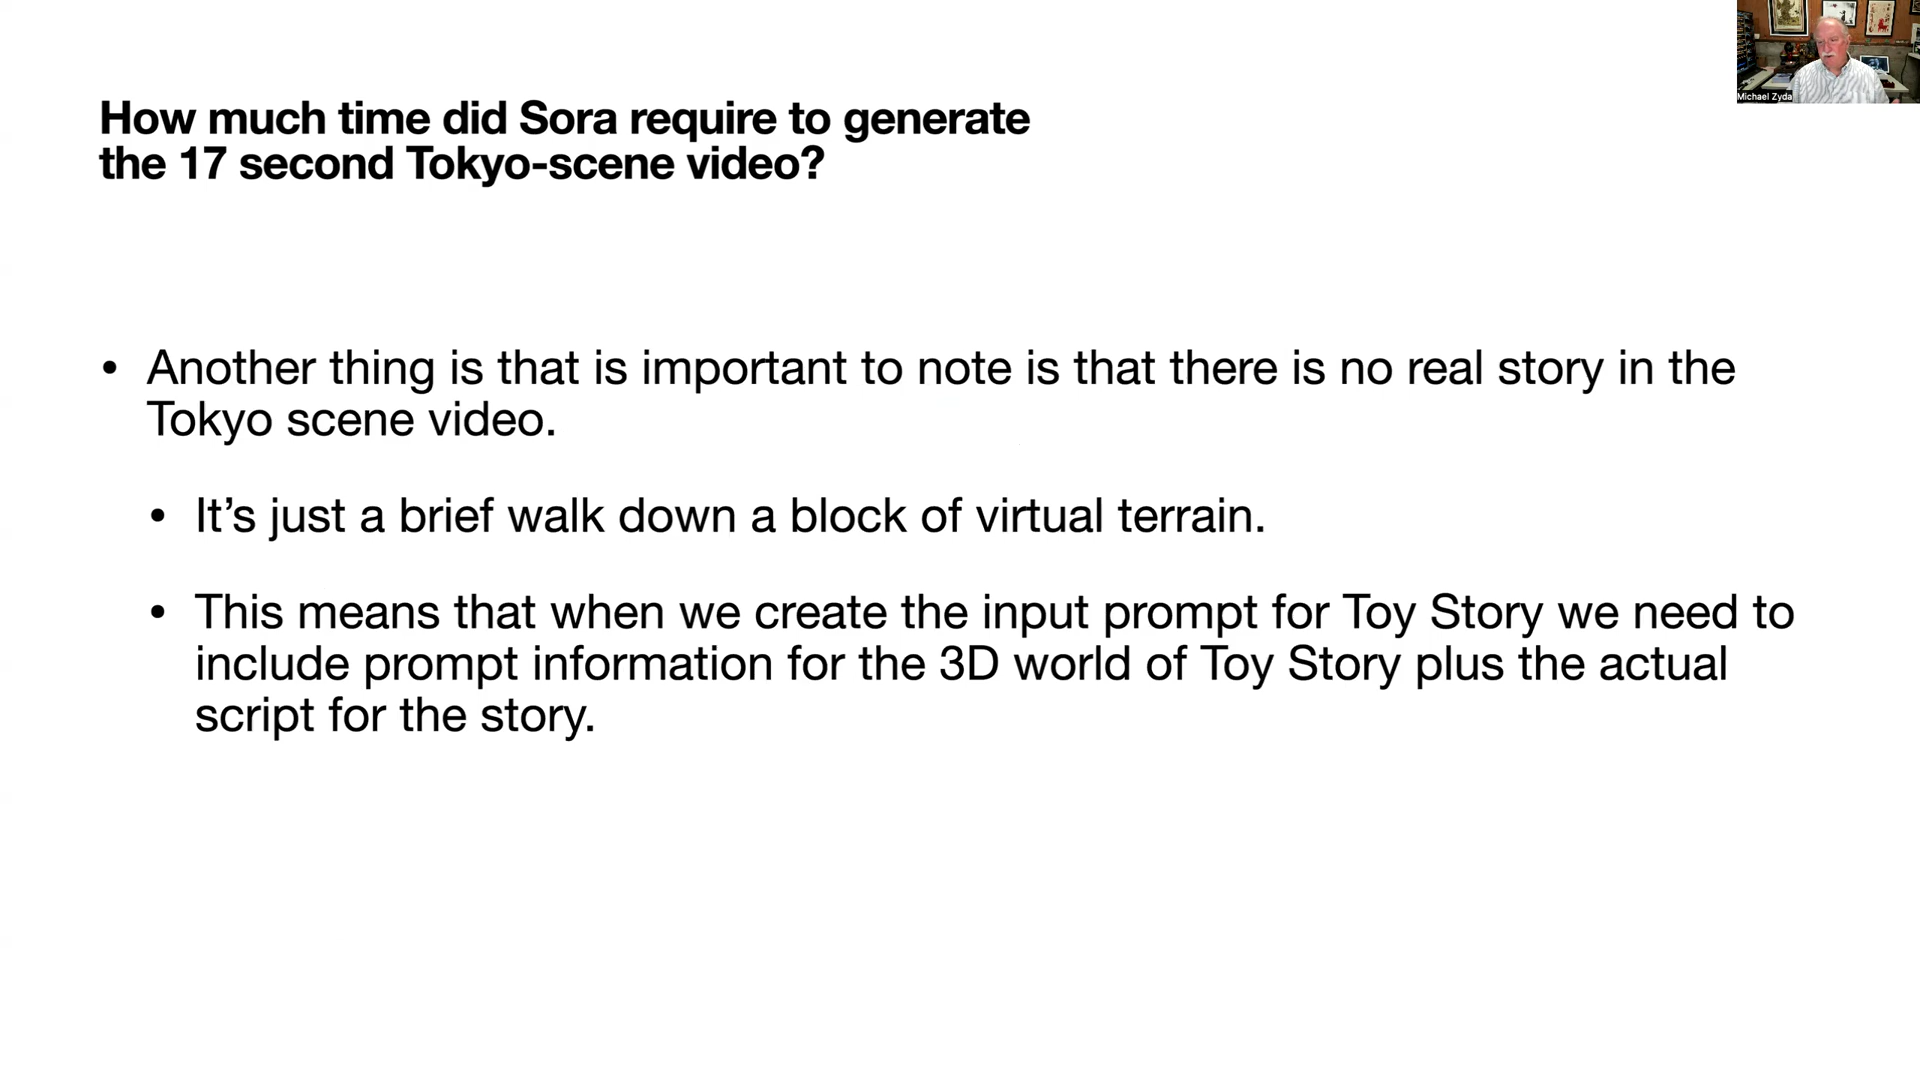 How much time did Sora require to generate
the 17 second Tokyo-scene video?
Michael Zyda
• Another thing is that is important to note is that there is no real story in the
Tokyo scene video.
• It’s just a brief walk down a block of virtual terrain.
• This means that when we create the input prompt for Toy Story we need to
include prompt information for the 3D world of Toy Story plus the actual
script for the story.